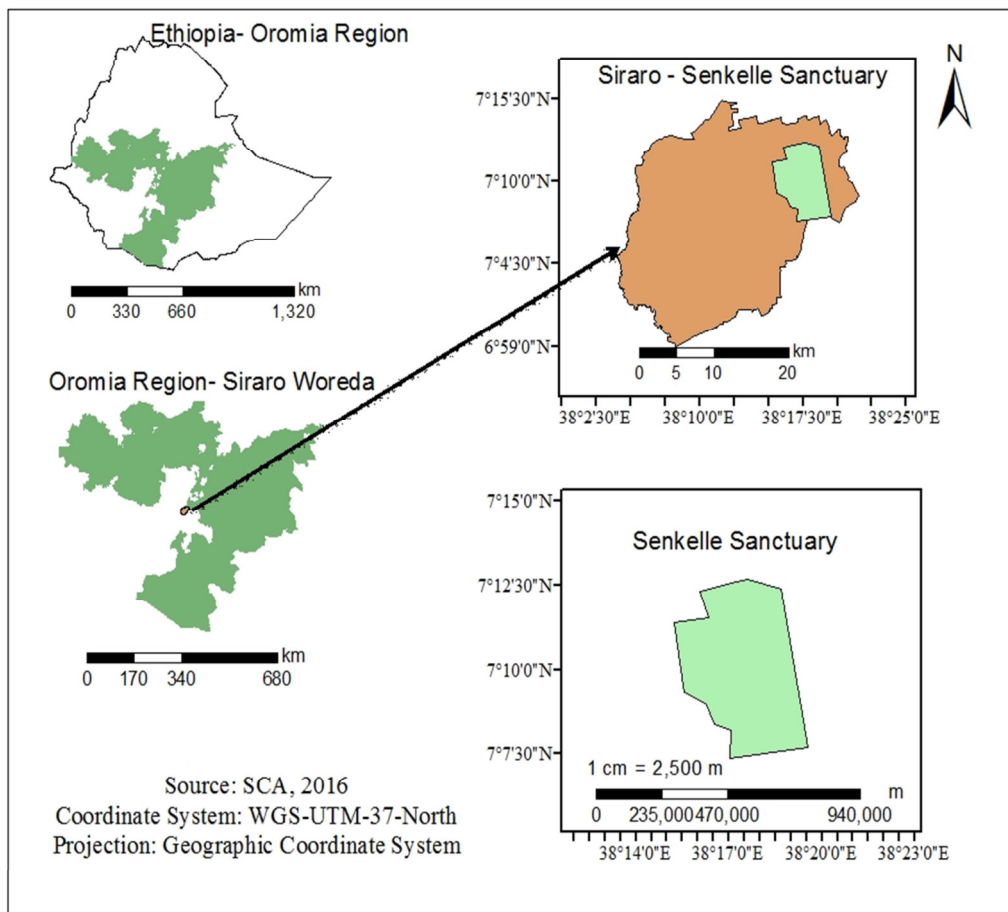 Ethiopia- Oromia Region
km
0 330 660 1,320
Oromia Region- Siraro Woreda
km
0 170 340 680
Source: SCA, 2016
Coordinate System: WGS-UTM-37-North
Projection: Geographic Coordinate System
N
Siraro - Senkelle Sanctuary
7°15'30"N
7°10'0"N
7°4'30"N
6°59'0"N
km
0 5 10 20
38°2'30"E 38°10'0"E 38°17'30"E 38°25'E
7°15'0"N
Senkelle Sanctuary
7°12'30"N
7°10'0"N
7°7'30"N
1 cm = 2,500 m
m
0 235,000 470,000 940,000
38°14'0"E 38°17'0"E 38°20'0"E 38°23'0"E